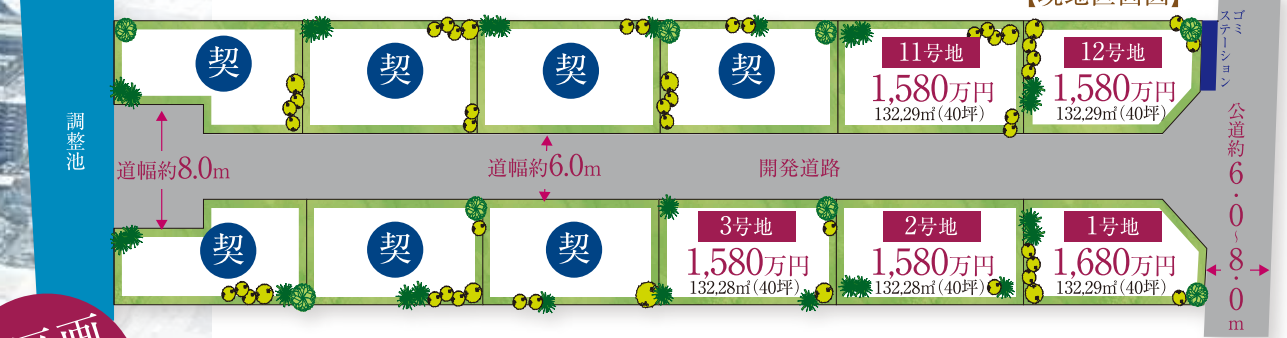 【現地区画図】
ゴミ
ステーション
契
契
契
契
11号地
1,580万円
132,29㎡(40坪)
12号地
1,580万円
132,29㎡(40坪)
調整池
道幅約8.0m
道幅約6.0m
開発道路
公道約6.0~8.0m
契
契
契
3号地
1,580万円
132,28㎡(40坪)
2号地
1,580万円
132,28㎡(40坪)
1号地
1,680万円
132,29㎡(40坪)